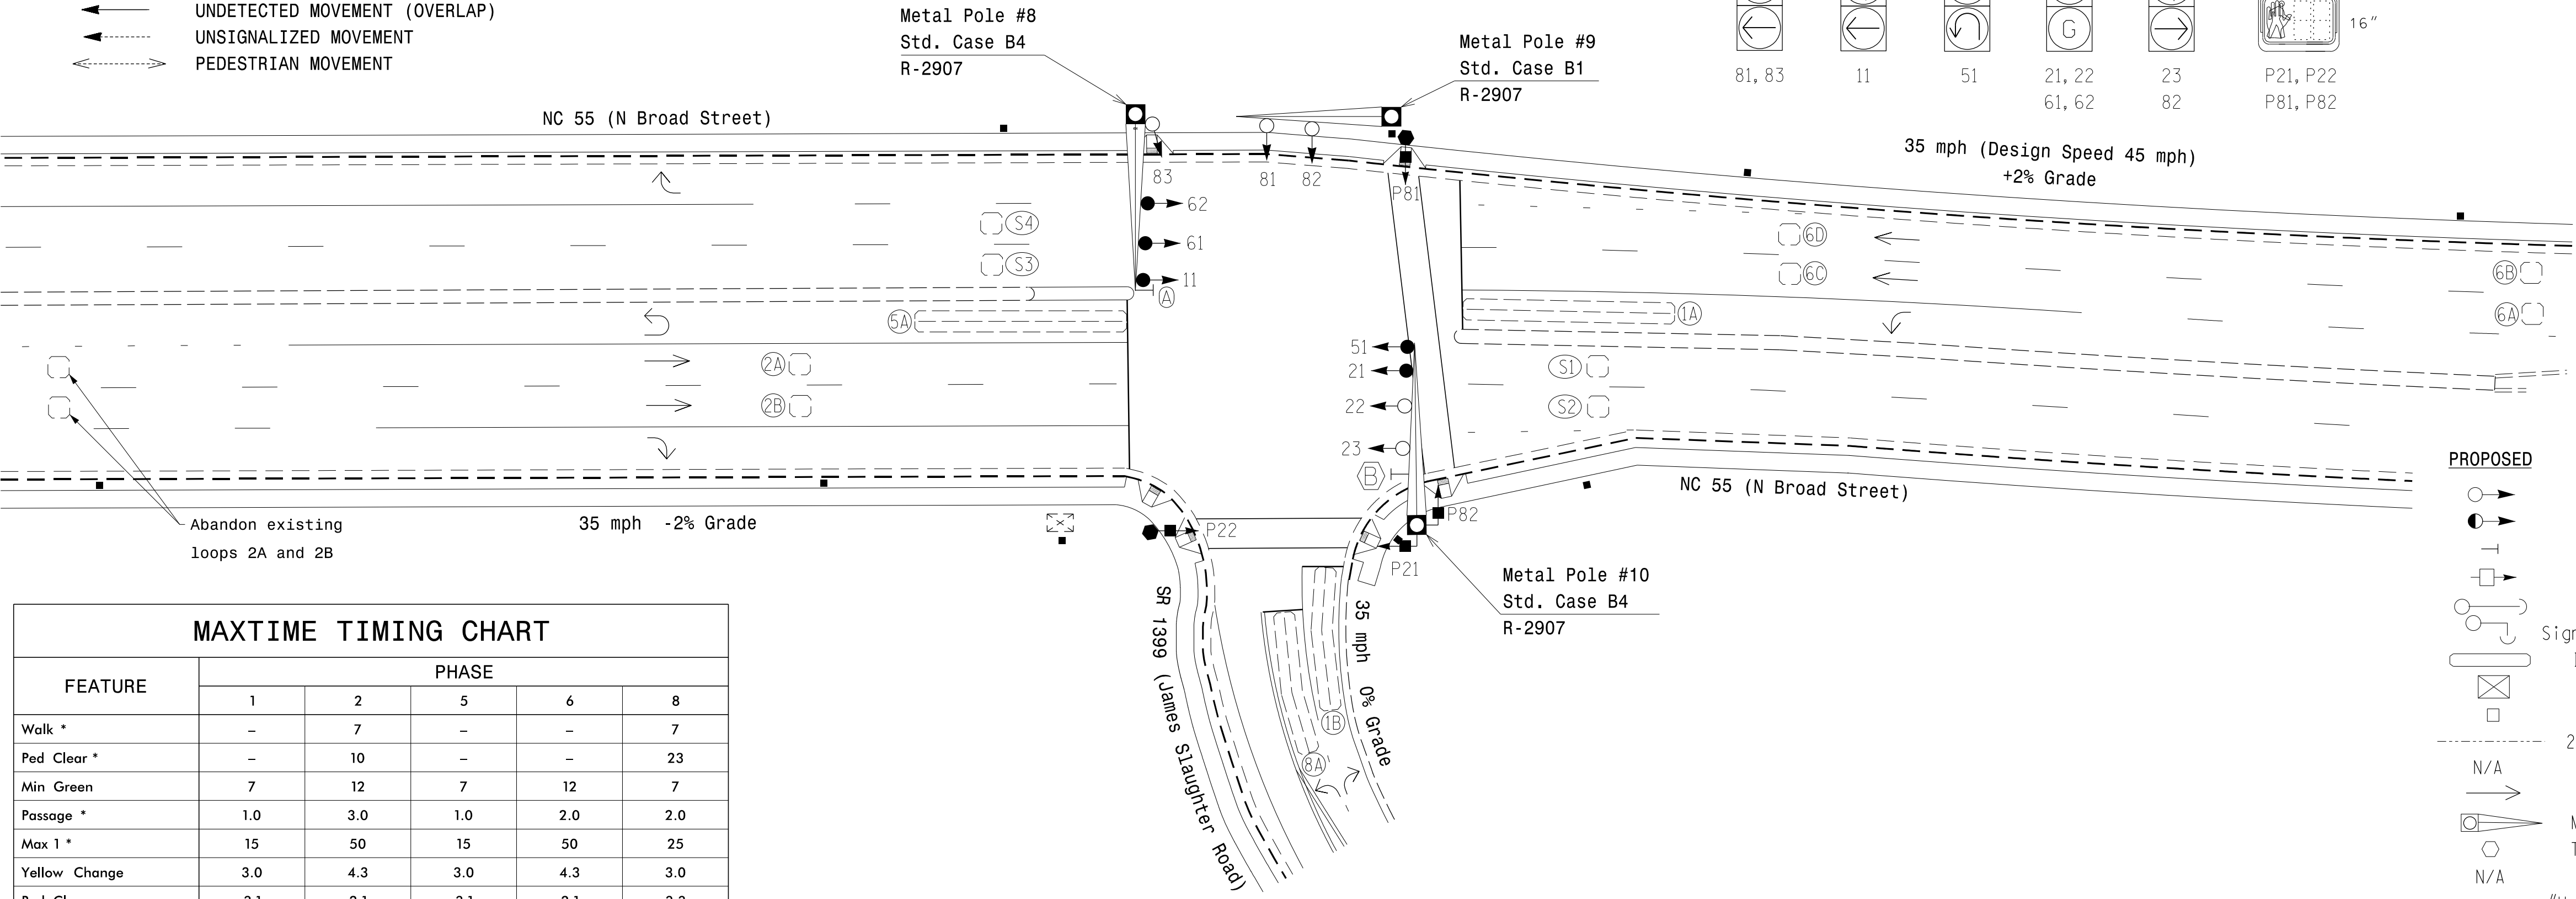 UNDETECTED MOVEMENT (OVERLAP)
UNSIGNALIZED MOVEMENT
PEDESTRIAN MOVEMENT
Metal Pole #8
Std. Case B4
R-2907
Metal Pole #9
Std. Case B1
R-2907
G
16"
81, 83
11
51
21, 22
61, 62
23
82
P21, P22
P81, P82
NC 55 (N Broad Street)
35 mph (Design Speed 45 mph)
+2% Grade
83
81
82
P81
62
61
11
A
S4
S3
5A
6D
6C
6B
6A
1A
2A
2B
51
21
22
23
B
S1
S2
Abandon existing
loops 2A and 2B
35 mph -2% Grade
NC 55 (N Broad Street)
P22
P82
P21
Metal Pole #10
Std. Case B4
R-2907
SR 1399 (James Slaughter Road)
35 mph 0% Grade
1B
8A
PROPOSED
N/A
N/A
MAXTIME TIMING CHART
FEATURE
PHASE
1 2 5 6 8
Walk * – 7 – – 7
Ped Clear * – 10 – – 23
Min Green 7 12 7 12 7
Passage * 1.0 3.0 1.0 2.0 2.0
Max 1 * 15 50 15 50 25
Yellow Change 3.0 4.3 3.0 4.3 3.0